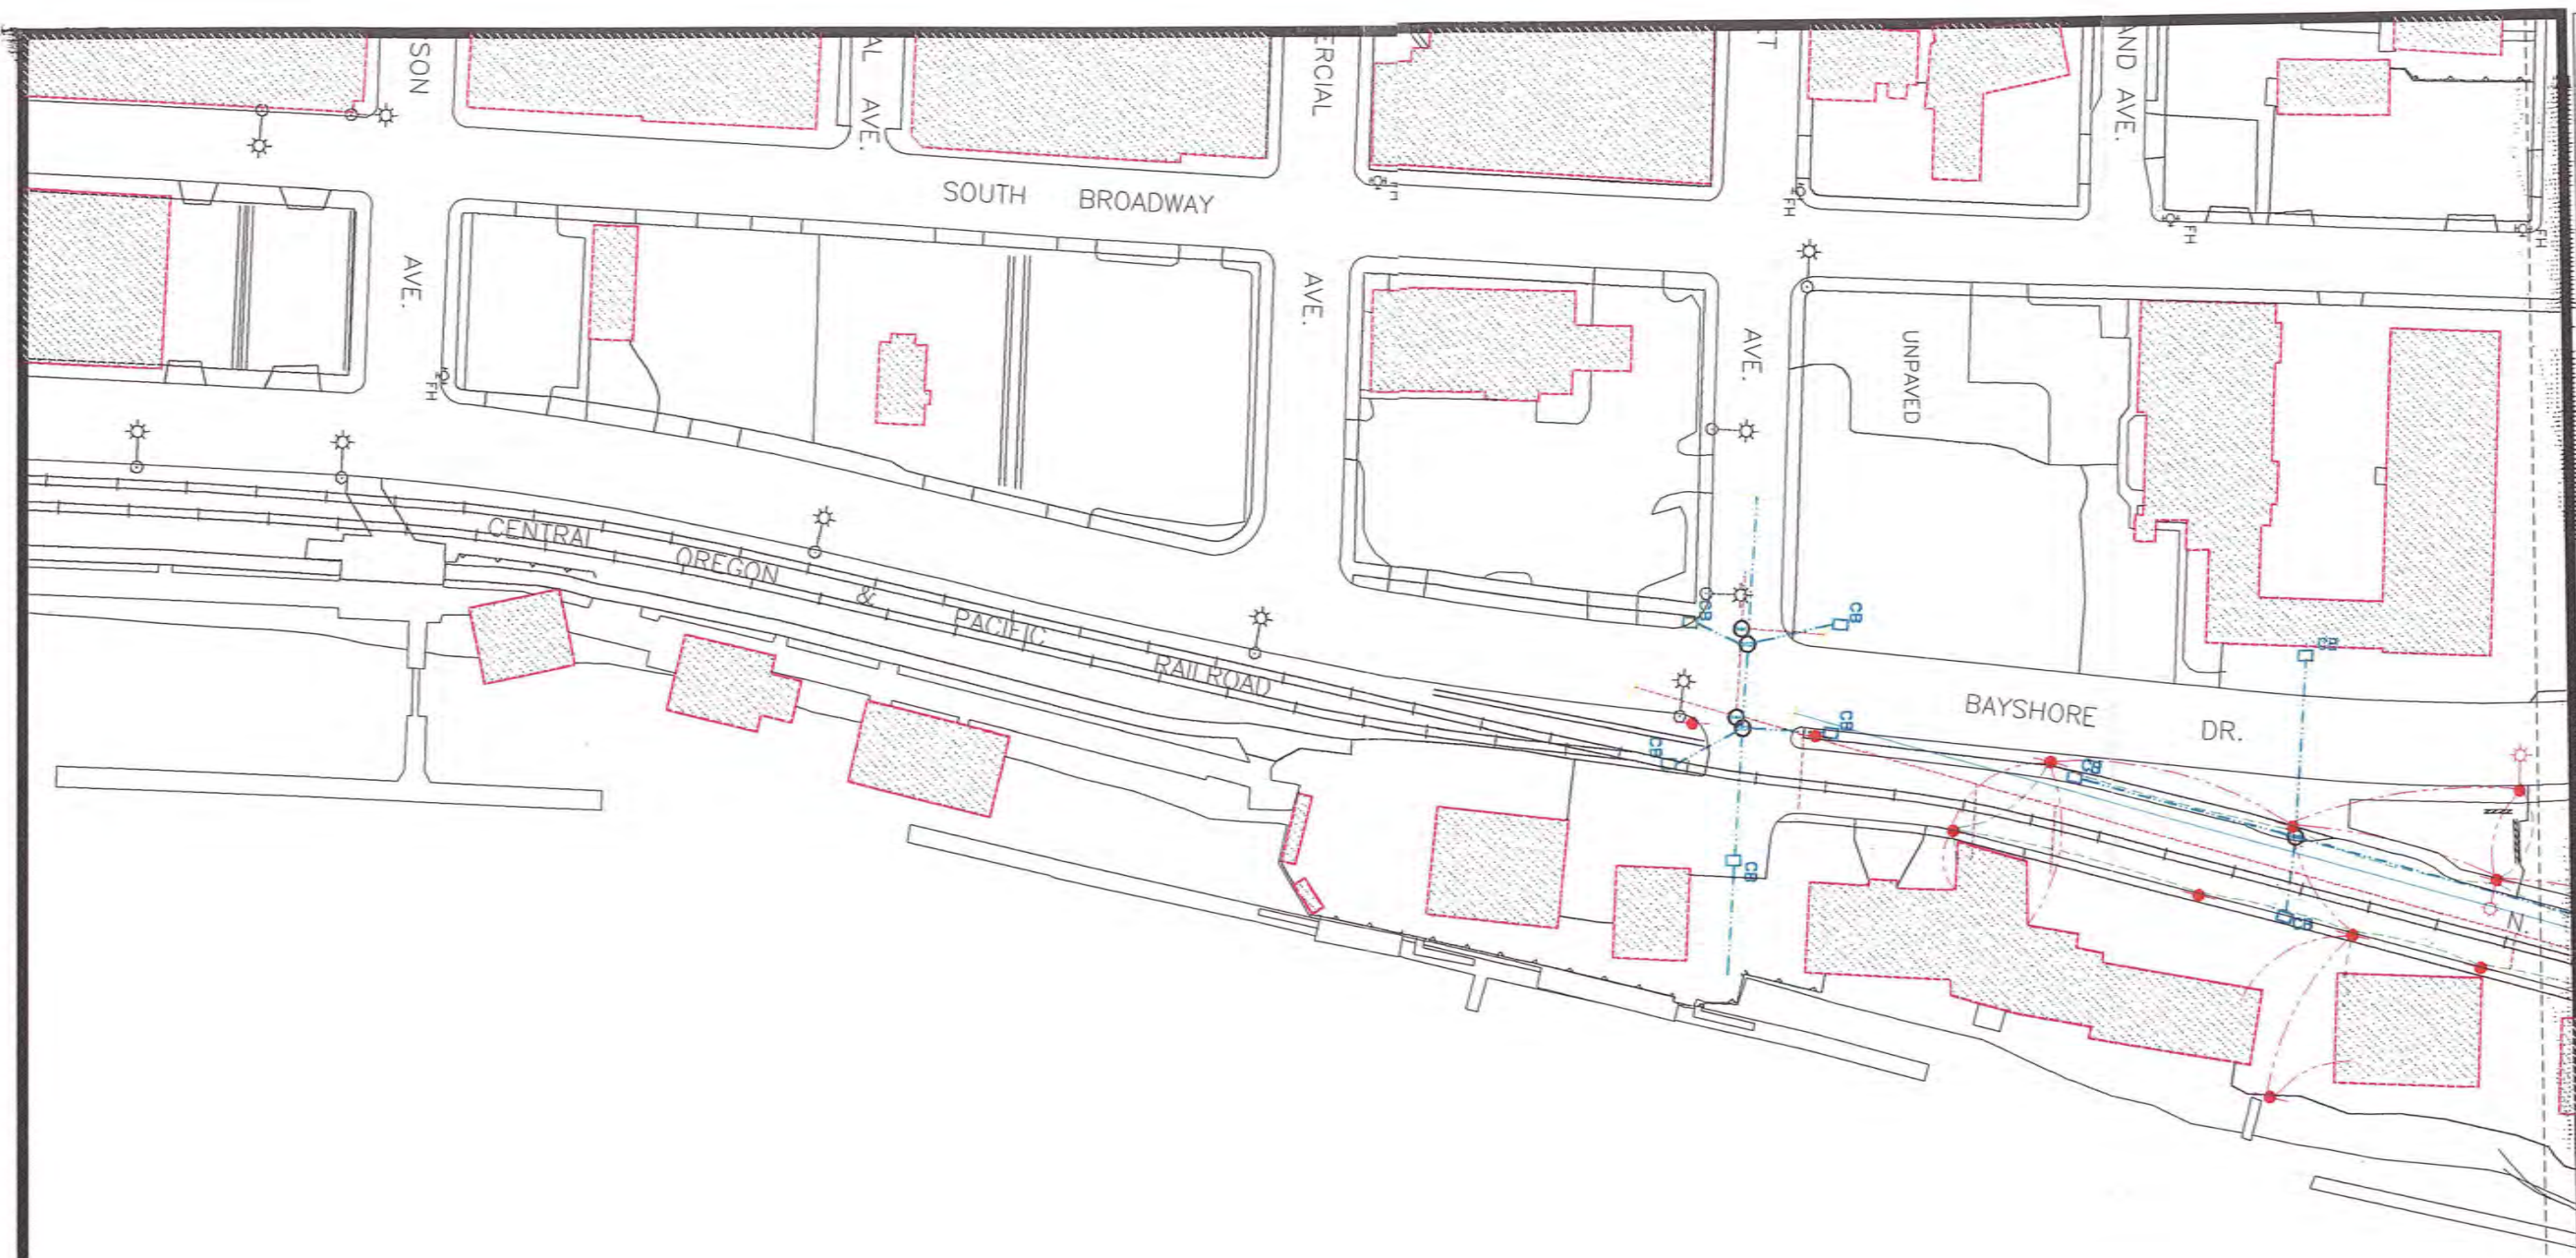 SON
AL
AVE.
ERCIAL
T
AND AVE.
SOUTH BROADWAY
FH
FH
FH
FH
AVE.
FH
AVE.
AVE.
UNPAVED
CENTRAL OREGON & PACIFIC RAILROAD
CB
CB
CB
CB
CB
CB
CB
CB
BAYSHORE DR.
N.